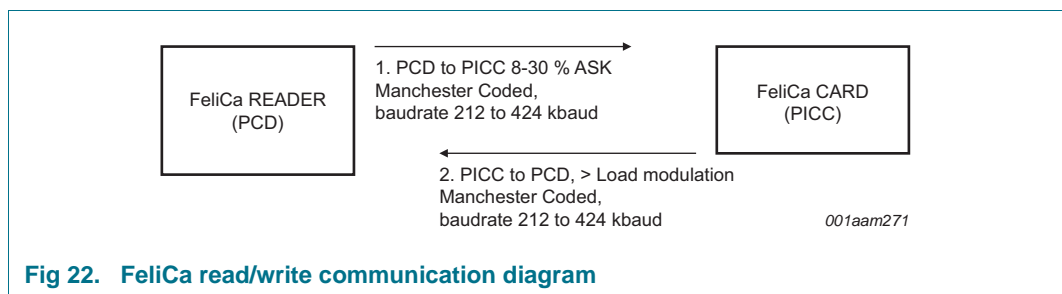 FeliCa READER
(PCD)
1. PCD to PICC 8-30 % ASK
Manchester Coded,
baudrate 212 to 424 kbaud
FeliCa CARD
(PICC)
2. PICC to PCD, > Load modulation
Manchester Coded,
baudrate 212 to 424 kbaud
001aam271
Fig 22. FeliCa read/write communication diagram